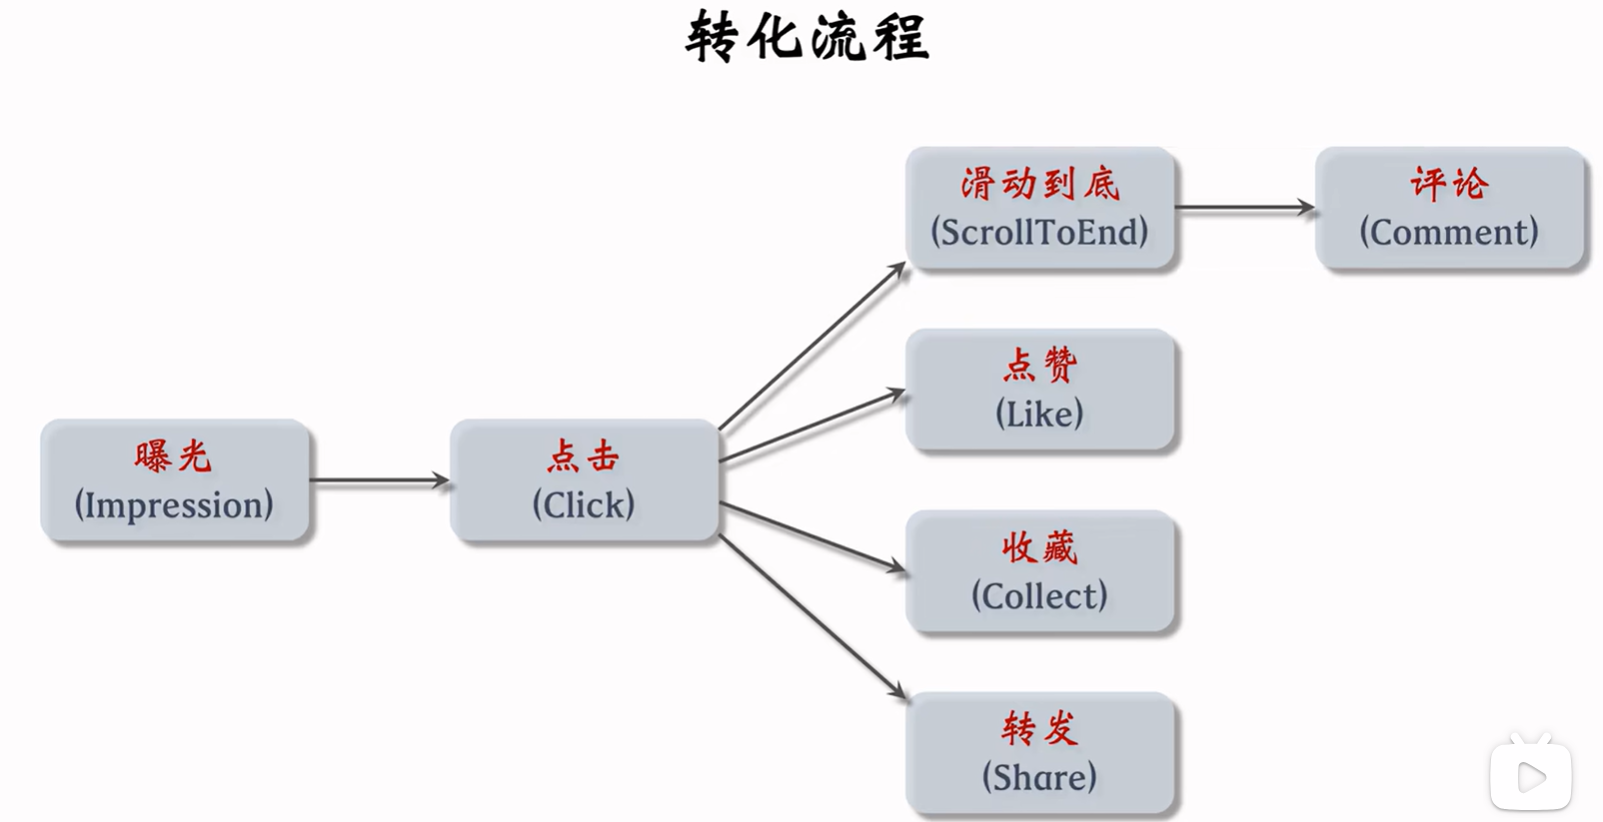 转化流程
滑动到底
(ScrollToEnd)
评论
(Comment)
点赞
(Like)
曝光
(Impression)
点击
(Click)
收藏
(Collect)
转发
(Share)